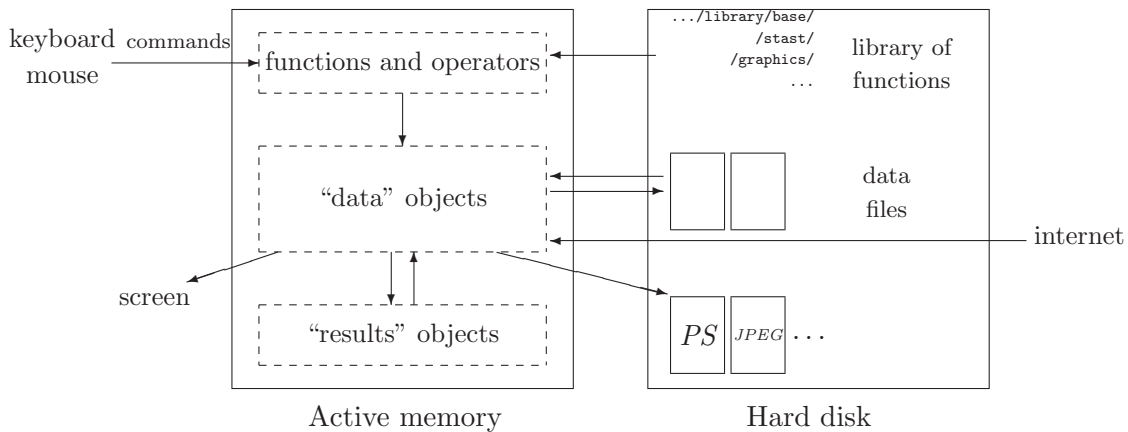 keyboard
mouse
commands
functions and operators
“data” objects
“results” objects
screen
Active memory
.../library/base/
/stast/
/graphics/
...
library of
functions
data
files
internet
PS
JPEG
...
Hard disk